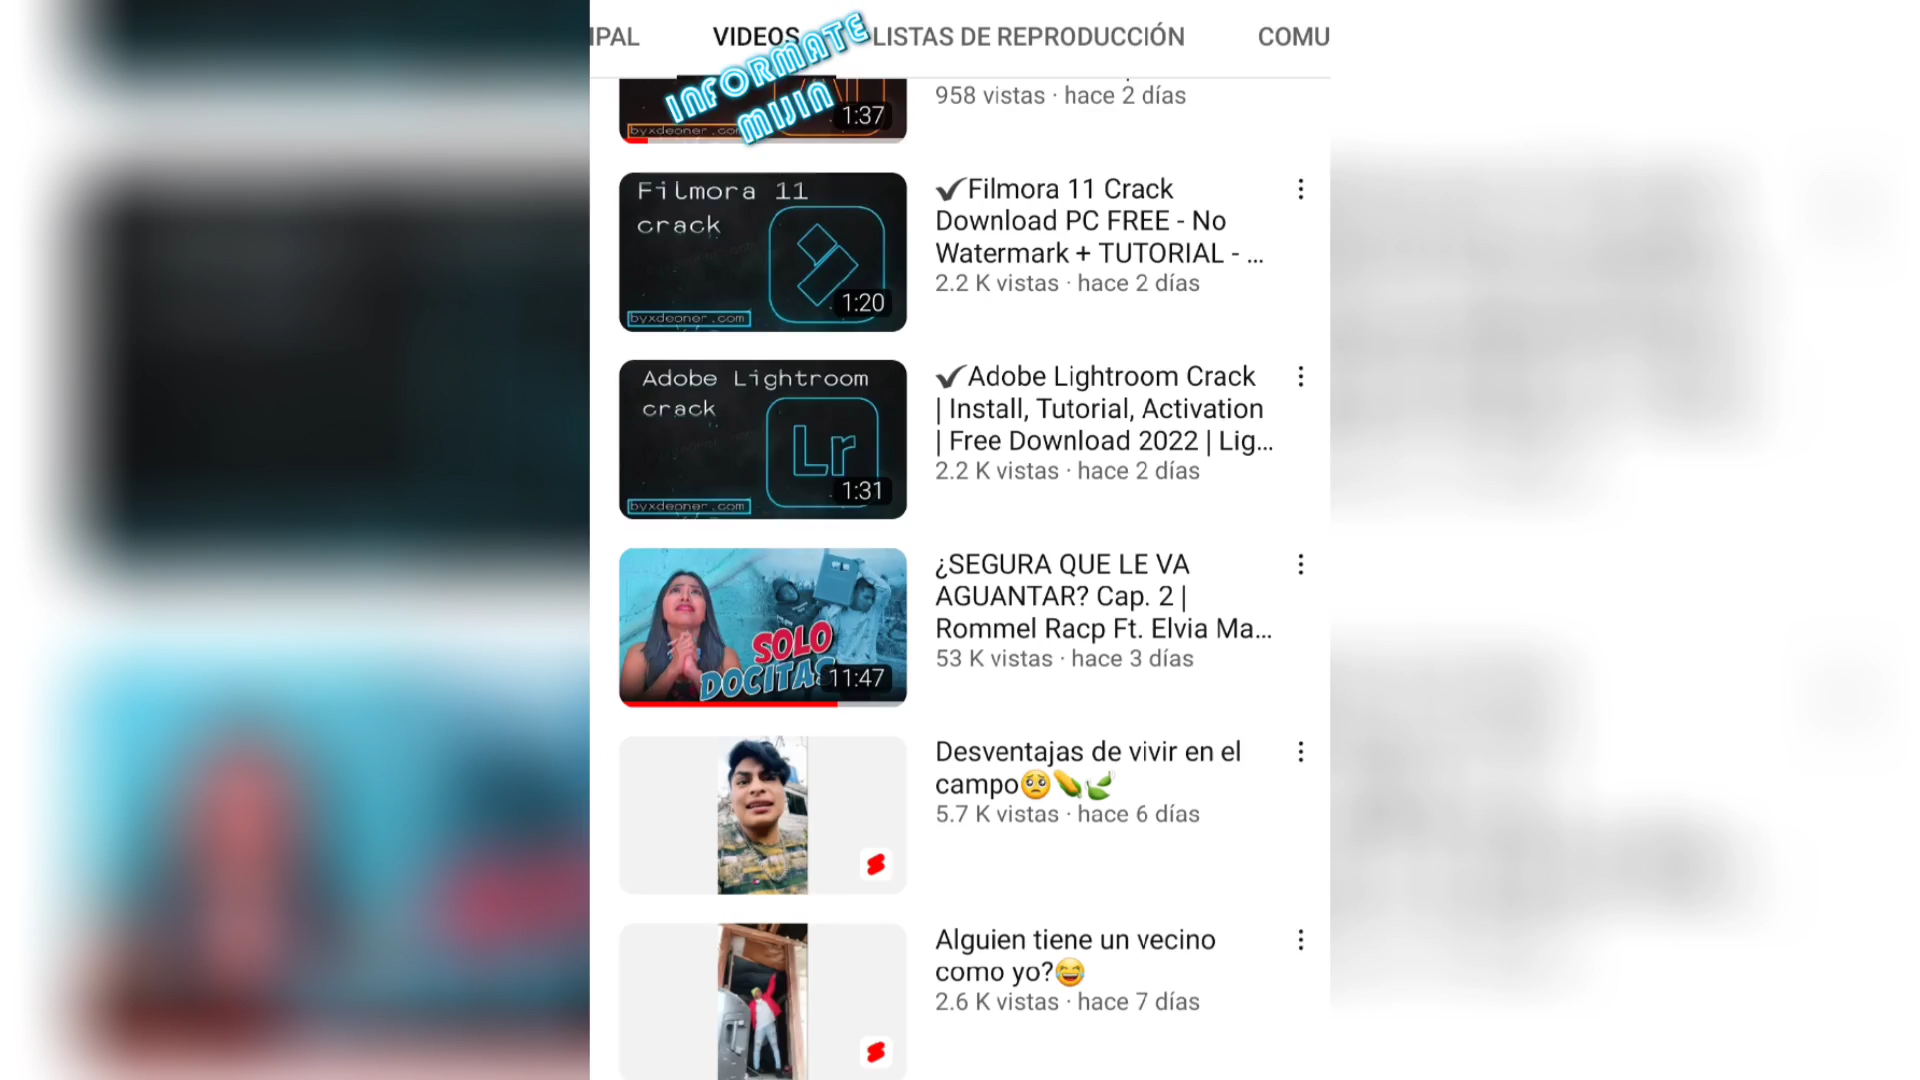 IPAL
VIDEOS
LISTAS DE REPRODUCCIÓN
COMU
INFORMATE
MIJIN
958 vistas · hace 2 días
1:37
byxdeoner.co
Filmora 11
crack
1:20
byxdeoner.com
✔Filmora 11 Crack
Download PC FREE - No
Watermark + TUTORIAL - ...
2.2 K vistas · hace 2 días
Adobe Lightroom
crack
Lr
1:31
byxdeoner.com
✔Adobe Lightroom Crack
| Install, Tutorial, Activation
| Free Download 2022 | Lig...
2.2 K vistas · hace 2 días
SOLO
DOCITAS
11:47
¿SEGURA QUE LE VA
AGUANTAR? Cap. 2 |
Rommel Racp Ft. Elvia Ma...
53 K vistas · hace 3 días
Desventajas de vivir en el
campo🥺🌽🫛
5.7 K vistas · hace 6 días
Alguien tiene un vecino
como yo?😂
2.6 K vistas · hace 7 días